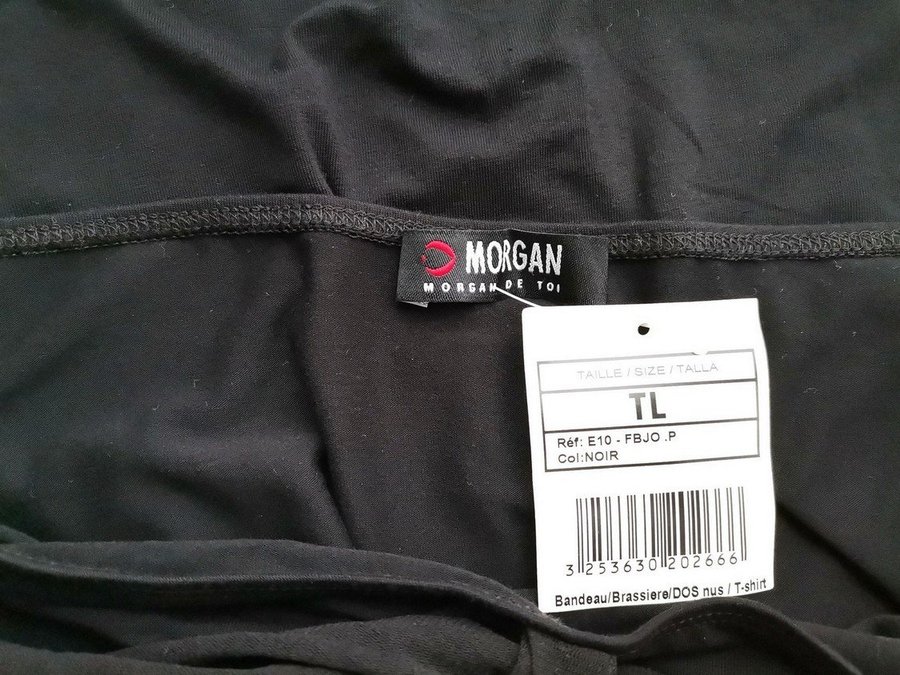 MORGAN
MORGAN DE TOI
TAILLE / SIZE / TALLA
TL
Réf: E10 - FBJO .P
Col:NOIR
3 253630 202666
Bandeau/Brassiere/DOS nus / T-shirt